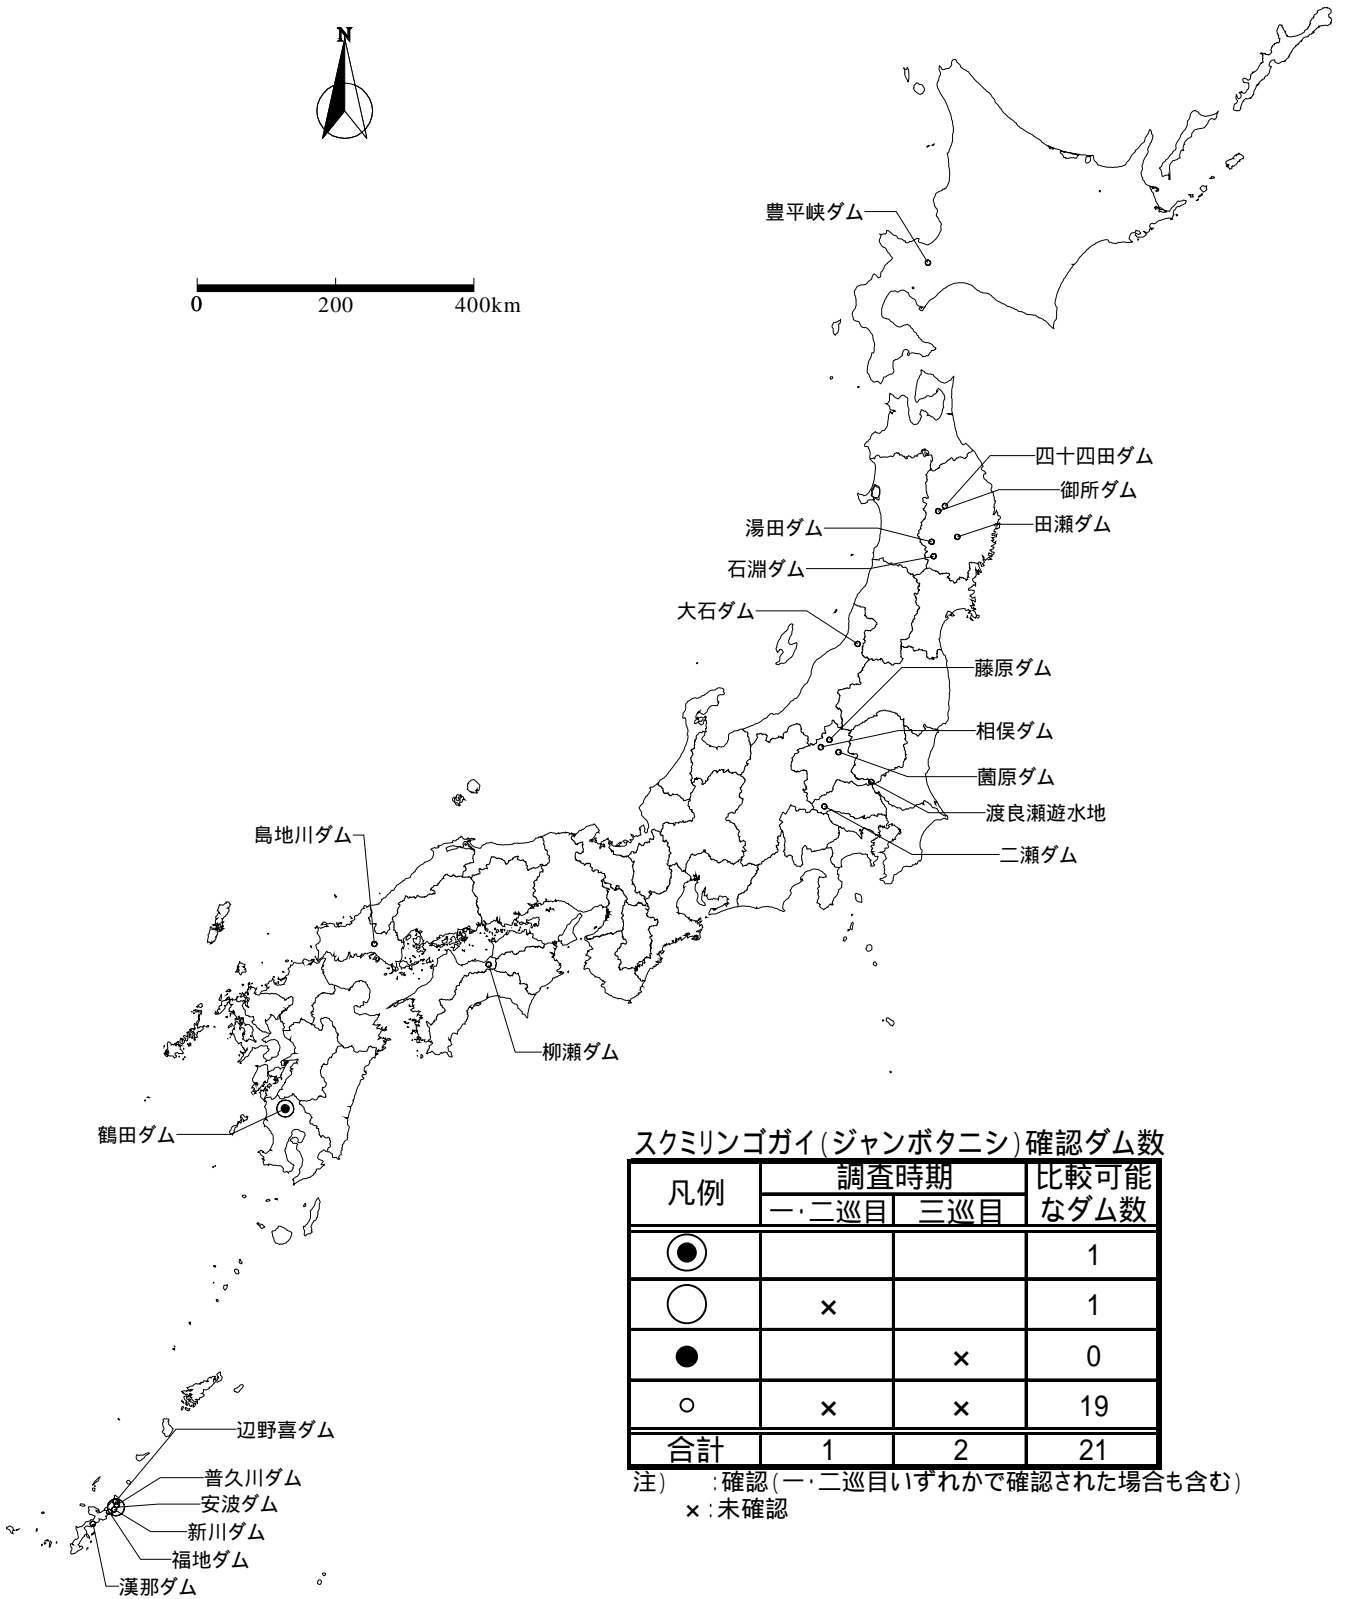 N
0 200 400km
豊平峡ダム
四十四田ダム
御所ダム
田瀬ダム
湯田ダム
石淵ダム
大石ダム
藤原ダム
相俣ダム
薗原ダム
渡良瀬遊水地
二瀬ダム
島地川ダム
柳瀬ダム
鶴田ダム
辺野喜ダム
普久川ダム
安波ダム
新川ダム
福地ダム
漢那ダム
スクミリンゴガイ(ジャンボタニシ)確認ダム数
凡例 調査時期 比較可能
一・二巡目 三巡目 なダム数
1
× 1
× 0
× × 19
合計 1 2 21
注) :確認(一・二巡目いずれかで確認された場合も含む)
×:未確認